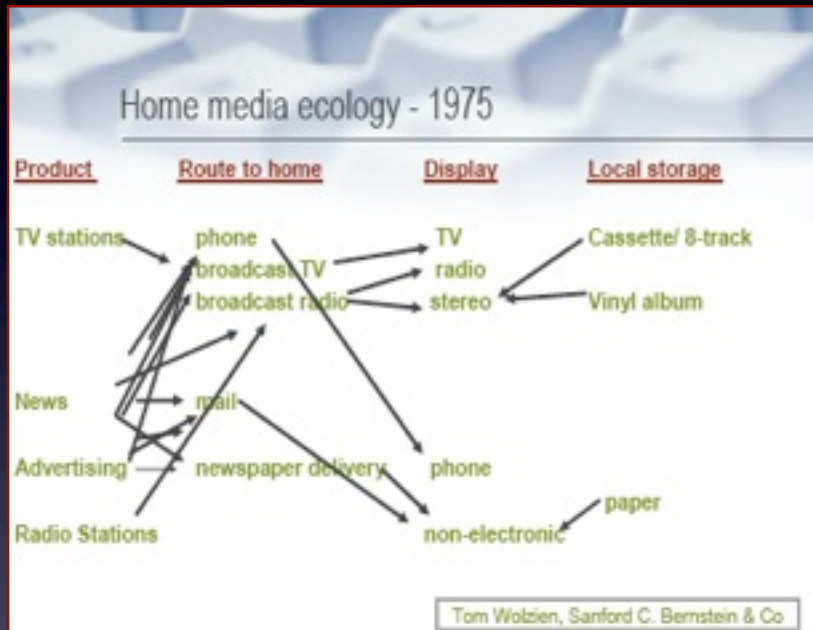 Home media ecology - 1975
Product Route to home Display Local storage
TV stations phone TV Cassette/ 8-track
broadcast TV radio
broadcast radio stereo Vinyl album
News mail
Advertising newspaper delivery phone
paper
Radio Stations non-electronic
Tom Wolzien, Sanford C. Bernstein & Co